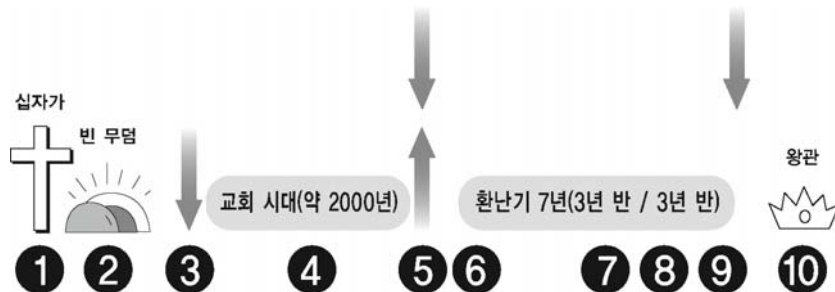 십자가
빈 무덤
왕관
교회 시대(약 2000년)
환난기 7년(3년 반 / 3년 반)
1 2 3 4 5 6 7 8 9 10